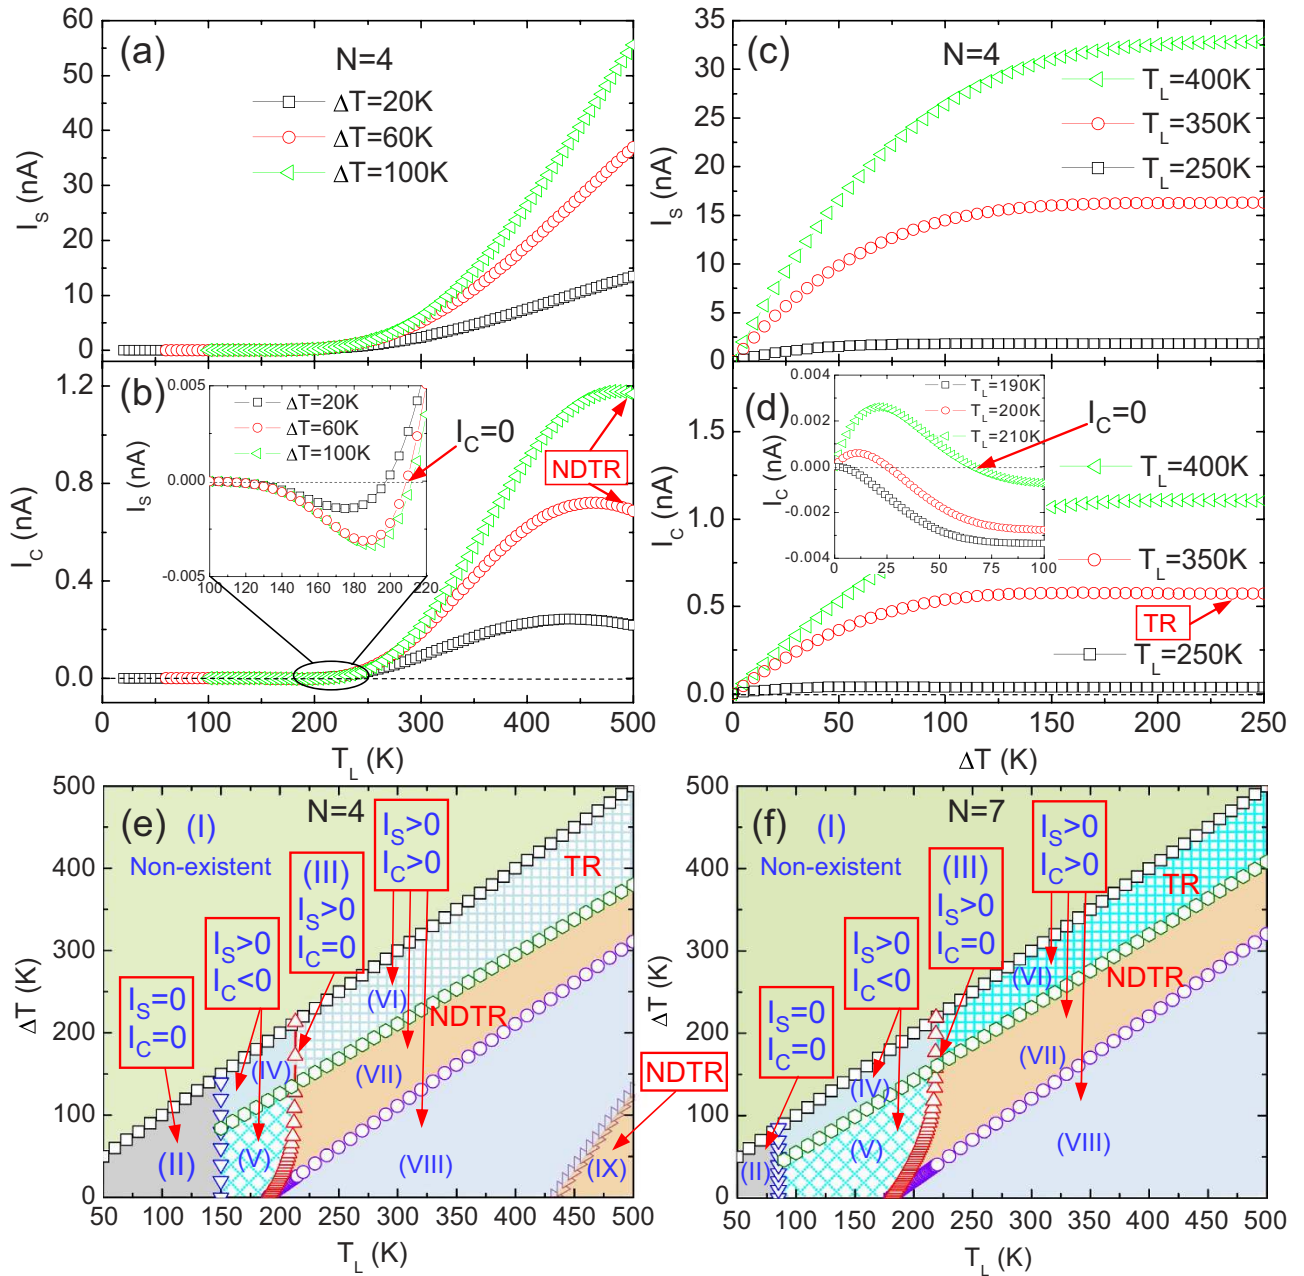 (a)
N=4
ΔT=20K
ΔT=60K
ΔT=100K
60
50
40
30
20
10
0
I_S (nA)
(c)
N=4
T_L=400K
T_L=350K
T_L=250K
35
30
25
20
15
10
5
0
I_S (nA)
(b)
0.005
0.000
-0.005
I_S (nA)
ΔT=20K
ΔT=60K
ΔT=100K
100 120 140 160 180 200 220
I_C=0
NDTR
1.2
0.8
0.4
0.0
I_C (nA)
0 50 100 150 200 250 300 350 400 450 500
T_L (K)
(d)
0.004
0.002
0.000
-0.002
-0.004
I_C (nA)
T_L=190K
T_L=200K
T_L=210K
0 25 50 75 100
I_C=0
T_L=400K
T_L=350K
TR
T_L=250K
1.5
1.0
0.5
0.0
I_C (nA)
0 50 100 150 200 250
ΔT (K)
(e)
(I)
N=4
Non-existent
I_S>0
I_C>0
(III)
I_S>0
I_C=0
I_S>0
I_C<0
I_S=0
I_C=0
TR
(VI)
NDTR
(IV)
(VII)
NDTR
(II)
(V)
(VIII)
(IX)
500
400
300
200
100
0
ΔT (K)
50 100 150 200 250 300 350 400 450 500
T_L (K)
(f)
(I)
N=7
Non-existent
I_S>0
I_C>0
(III)
I_S>0
I_C=0
I_S>0
I_C<0
I_S=0
I_C=0
TR
(VI)
NDTR
(IV)
(VII)
(II)
(V)
(VIII)
500
400
300
200
100
0
ΔT (K)
50 100 150 200 250 300 350 400 450 500
T_L (K)